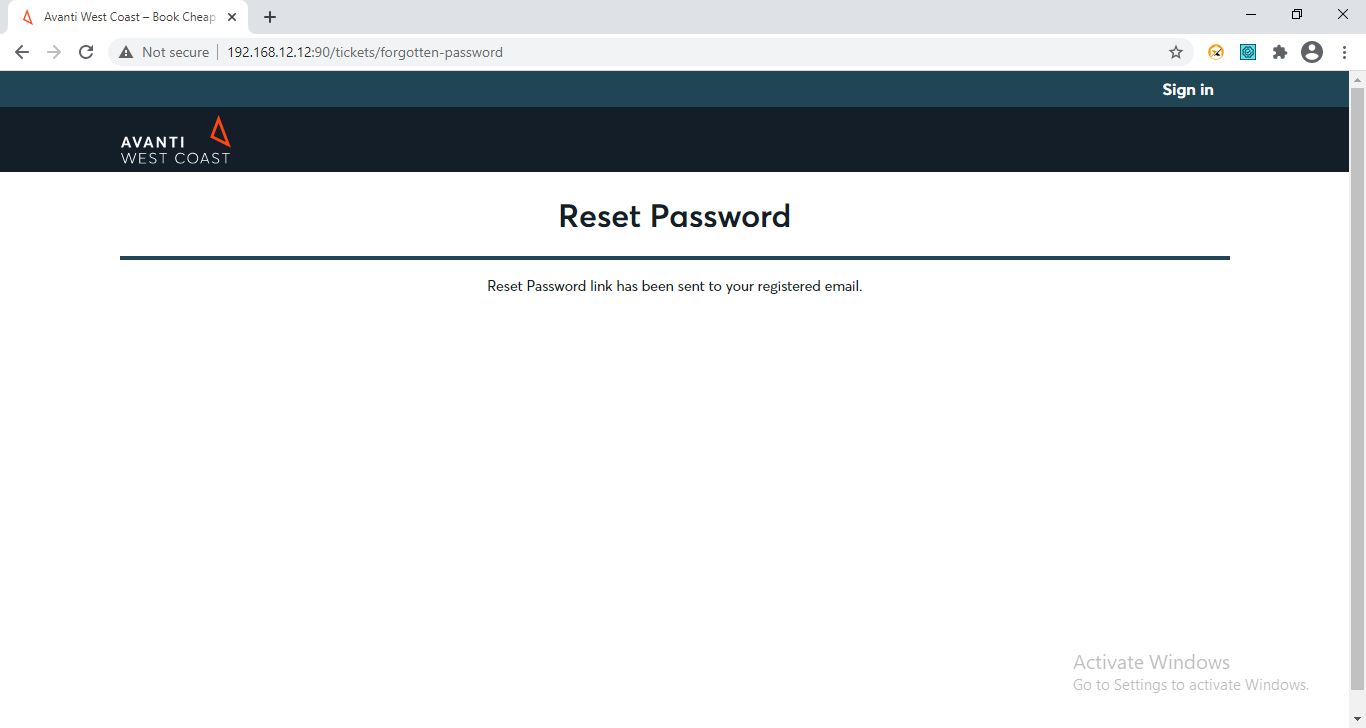 Avanti West Coast – Book Cheap
Not secure
192.168.12.12:90/tickets/forgotten-password
Sign in
AVANTI
WEST COAST
Reset Password
Reset Password link has been sent to your registered email.
Activate Windows
Go to Settings to activate Windows.